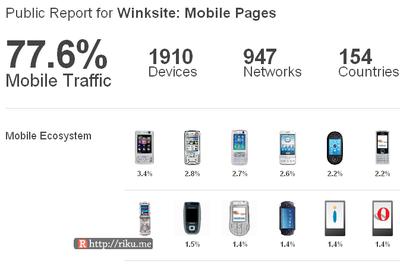 Public Report for Winksite: Mobile Pages
77.6% 1910 947 154
Mobile Traffic Devices Networks Countries
Mobile Ecosystem
3.4% 2.8% 2.7% 2.6% 2.2% 2.2%
R http://riku.me 1.5% 1.4% 1.4% 1.4% 1.4%